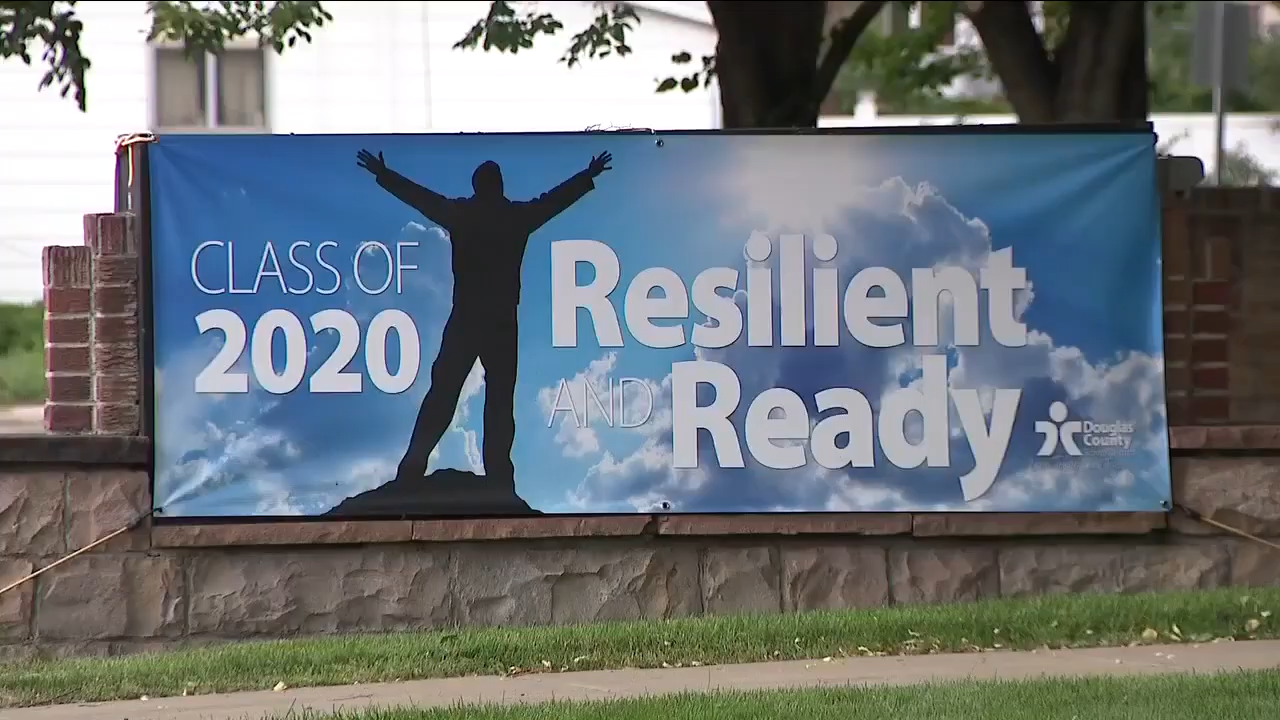 CLASS OF
2020
Resilient
AND Ready
Douglas
County